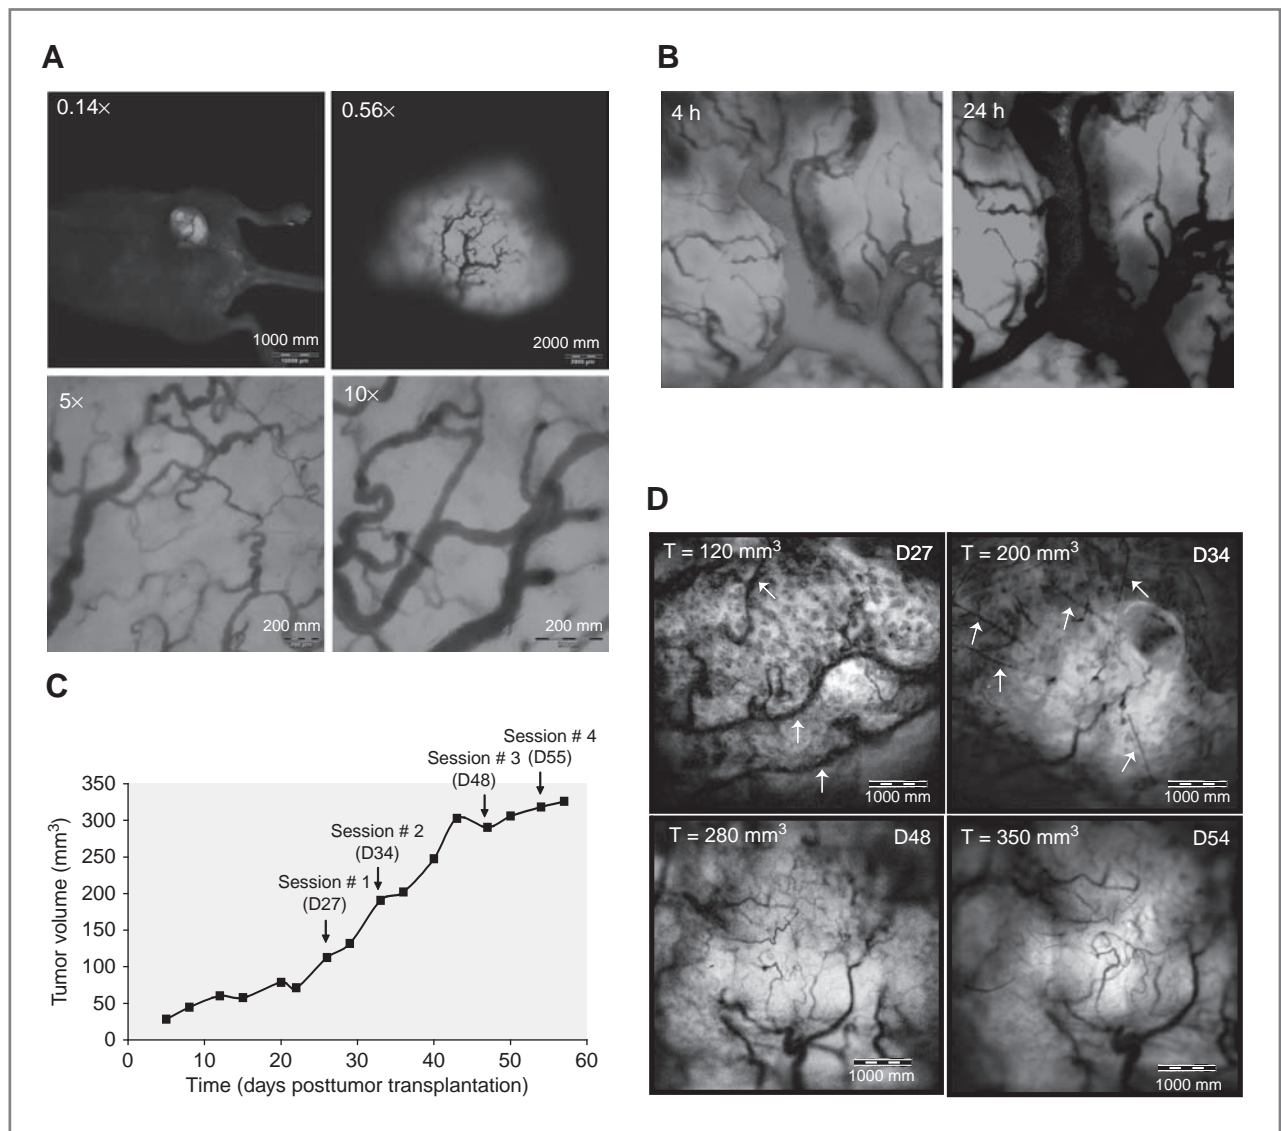 A
0.14×
0.56×
1000 mm
2000 mm
5×
10×
200 mm
200 mm
B
4 h
24 h
C
Session # 4
(D55)
Session # 3
(D48)
Session # 2
(D34)
Session # 1
(D27)
350
300
250
200
150
100
50
0
Tumor volume (mm³)
0 10 20 30 40 50 60
Time (days posttumor transplantation)
D
T = 120 mm³ D27
1000 mm
T = 200 mm³ D34
1000 mm
T = 280 mm³ D48
1000 mm
T = 350 mm³ D54
1000 mm